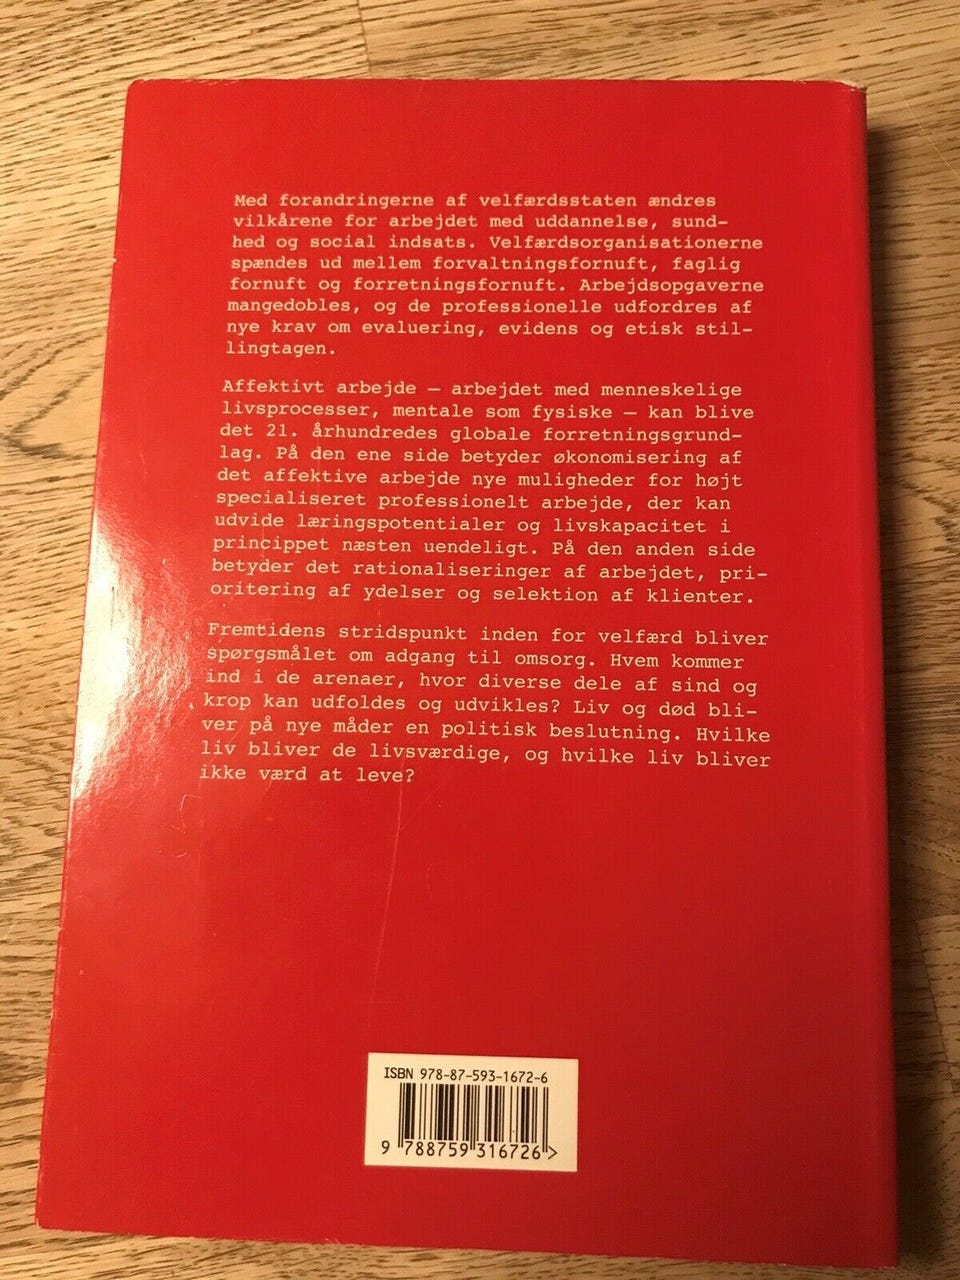 Med forandringerne af velfærdsstaten ændres
vilkårene for arbejdet med uddannelse, sund-
hed og social indsats. Velfærdsorganisationerne
spændes ud mellem forvaltningsfornuft, faglig
fornuft og forretningsfornuft. Arbejdsopgaverne
mangedobles, og de professionelle udfordres af
nye krav om evaluering, evidens og etisk stil-
lingtagen.
Affektivt arbejde – arbejdet med menneskelige
livsprocesser, mentale som fysiske – kan blive
det 21. århundredes globale forretningsgrund-
lag. På den ene side betyder økonomisering af
det affektive arbejde nye muligheder for højt
specialiseret professionelt arbejde, der kan
udvide læringspotentialer og livskapacitet i
princippet næsten uendeligt. På den anden side
betyder det rationaliseringer af arbejdet, pri-
oritering af ydelser og selektion af klienter.
Fremtidens stridspunkt inden for velfærd bliver
spørgsmålet om adgang til omsorg. Hvem kommer
ind i de arenaer, hvor diverse dele af sind og
krop kan udfoldes og udvikles? Liv og død bli-
ver på nye måder en politisk beslutning. Hvilke
liv bliver de livsværdige, og hvilke liv bliver
ikke værd at leve?
ISBN 978-87-593-1672-6
9 788759 316726 >